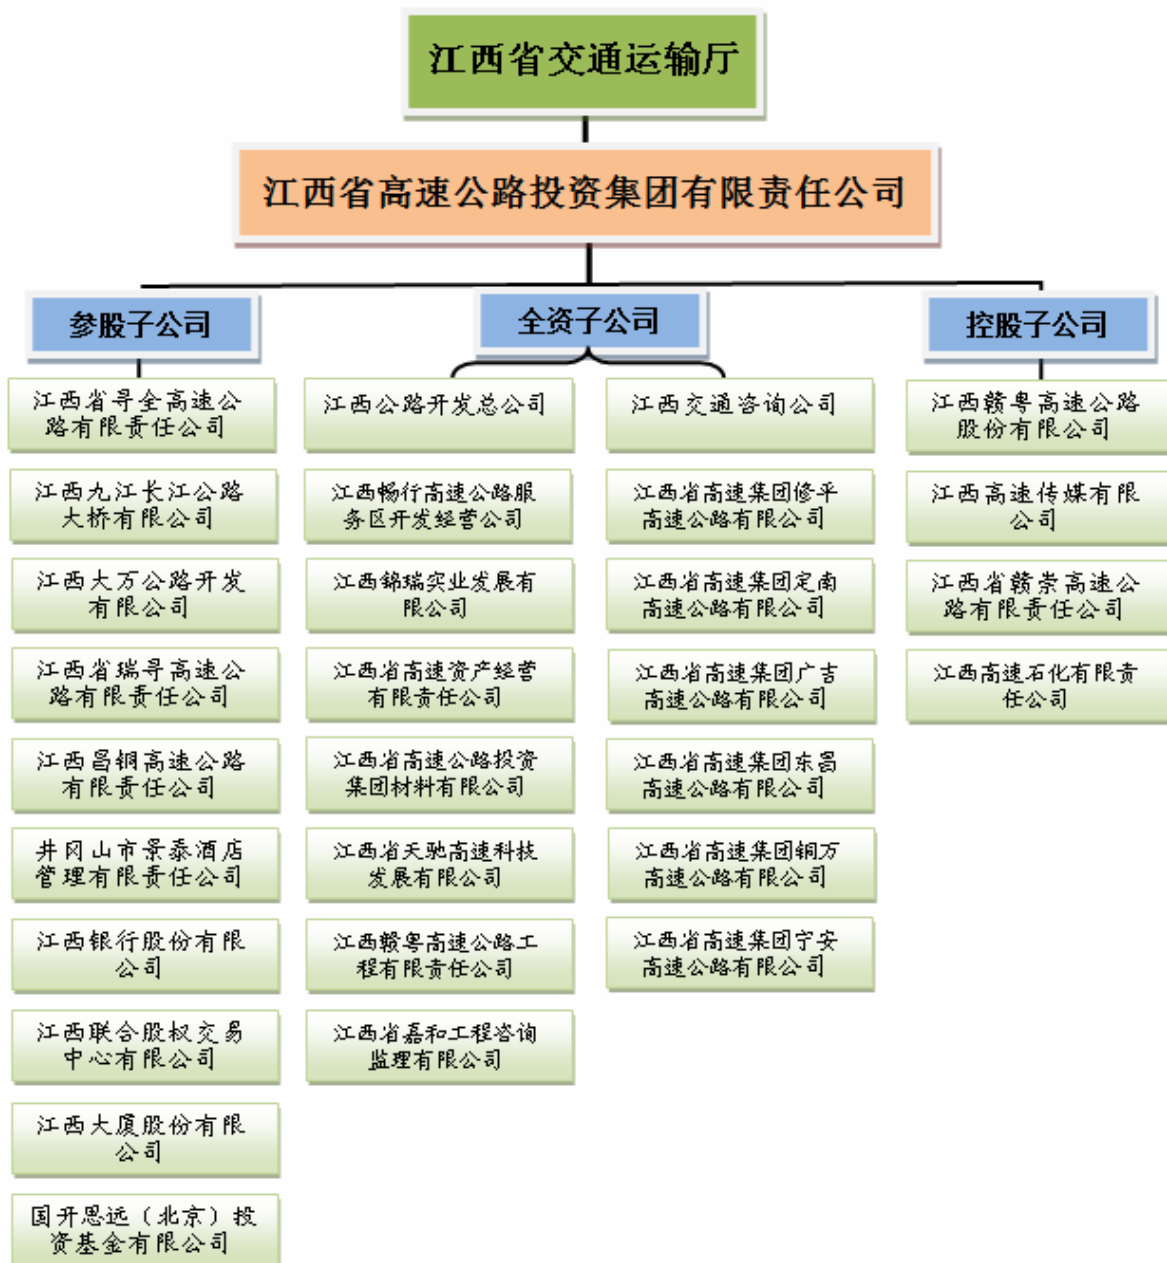 江西省交通运输厅
江西省高速公路投资集团有限责任公司
参股子公司
江西省寻全高速公
路有限责任公司
江西九江长江公路
大桥有限公司
江西大万公路开发
有限公司
江西省瑞寻高速公
路有限责任公司
江西昌铜高速公路
有限责任公司
井冈山市景泰酒店
管理有限责任公司
江西银行股份有限
公司
江西联合股权交易
中心有限公司
江西大厦股份有限
公司
国开思远（北京）投
资基金有限公司
全资子公司
江西公路开发总公司
江西畅行高速公路服
务区开发经营公司
江西锦瑞实业发展有
限公司
江西省高速资产经营
有限责任公司
江西省高速公路投资
集团材料有限公司
江西省天驰高速科技
发展有限公司
江西赣粤高速公路工
程有限责任公司
江西省嘉和工程咨询
监理有限公司
江西交通咨询公司
江西省高速集团修平
高速公路有限公司
江西省高速集团定南
高速公路有限公司
江西省高速集团广吉
高速公路有限公司
江西省高速集团东昌
高速公路有限公司
江西省高速集团铜万
高速公路有限公司
江西省高速集团宁安
高速公路有限公司
控股子公司
江西赣粤高速公路
股份有限公司
江西高速传媒有限
公司
江西省赣崇高速公
路有限责任公司
江西高速石化有限责
任公司